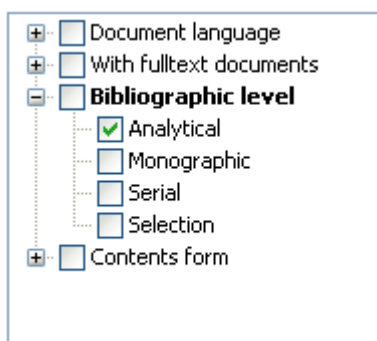 Document language
With fulltext documents
Bibliographic level
Analytical
Monographic
Serial
Selection
Contents form